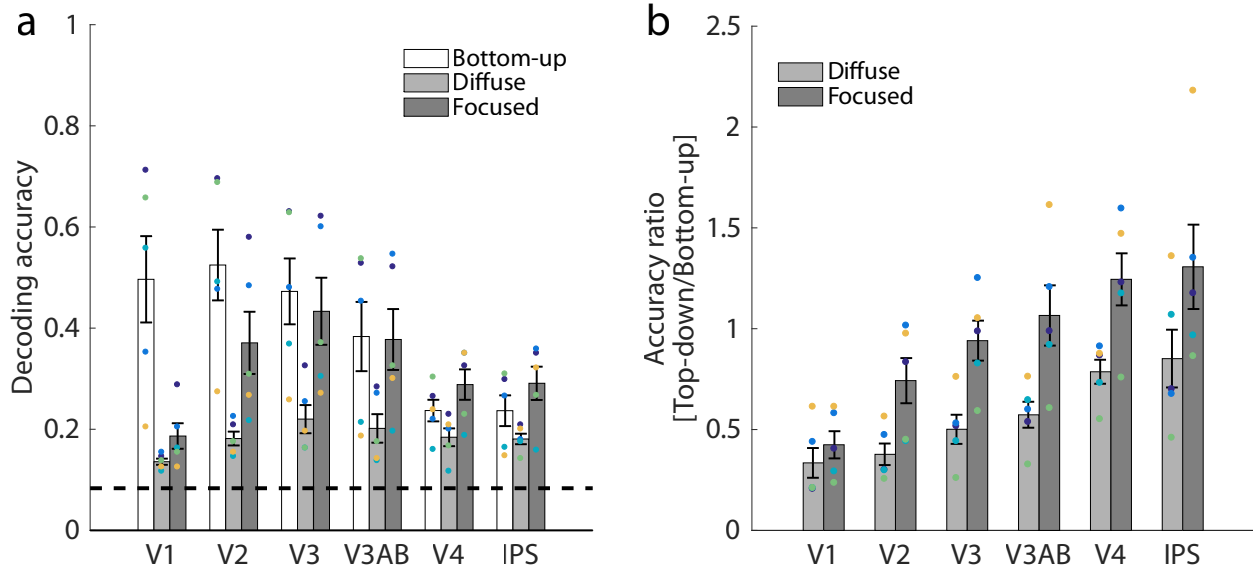 a
Decoding accuracy
1
0.8
0.6
0.4
0.2
0
Bottom-up
Diffuse
Focused
V1 V2 V3 V3AB V4 IPS
b
Accuracy ratio
[Top-down/Bottom-up]
2.5
2
1.5
1
0.5
0
Diffuse
Focused
V1 V2 V3 V3AB V4 IPS